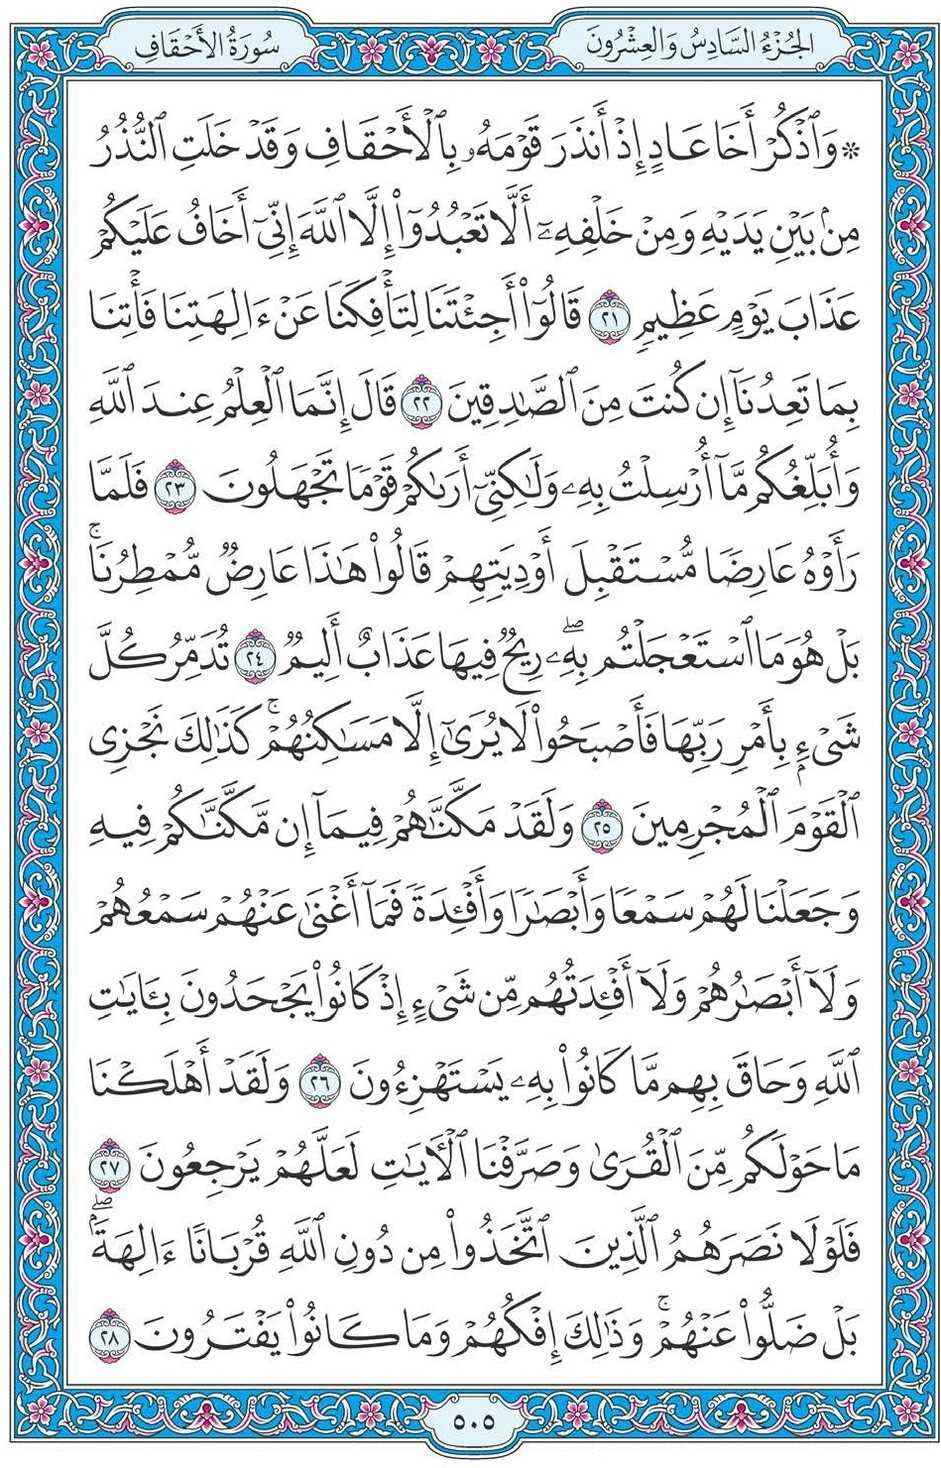 الجُزْءُ السَّادِسُ وَالعِشْرُونَ
سُورَةُ الأَحْقَافِ
* وَٱذْكُرْ أَخَا عَادٍ إِذْ أَنذَرَ قَوْمَهُۥ بِٱلْأَحْقَافِ وَقَدْ خَلَتِ ٱلنُّذُرُ
مِنۢ بَيْنِ يَدَيْهِ وَمِنْ خَلْفِهِۦٓ أَلَّا تَعْبُدُوٓا۟ إِلَّا ٱللَّهَ إِنِّىٓ أَخَافُ عَلَيْكُمْ
عَذَابَ يَوْمٍ عَظِيمٍ ٢١ قَالُوٓا۟ أَجِئْتَنَا لِتَأْفِكَنَا عَنْ ءَالِهَتِنَا فَأْتِنَا
بِمَا تَعِدُنَآ إِن كُنتَ مِنَ ٱلصَّـٰدِقِينَ ٢٢ قَالَ إِنَّمَا ٱلْعِلْمُ عِندَ ٱللَّهِ
وَأُبَلِّغُكُم مَّآ أُرْسِلْتُ بِهِۦ وَلَـٰكِنِّىٓ أَرَىٰكُمْ قَوْمًا تَجْهَلُونَ ٢٣ فَلَمَّا
رَأَوْهُ عَارِضًا مُّسْتَقْبِلَ أَوْدِيَتِهِمْ قَالُوا۟ هَـٰذَا عَارِضٌ مُّمْطِرُنَا ۚ
بَلْ هُوَ مَا ٱسْتَعْجَلْتُم بِهِۦ ۖ رِيحٌ فِيهَا عَذَابٌ أَلِيمٌ ٢٤ تُدَمِّرُ كُلَّ
شَىْءٍۭ بِأَمْرِ رَبِّهَا فَأَصْبَحُوا۟ لَا يُرَىٰٓ إِلَّا مَسَـٰكِنُهُمْ ۚ كَذَٰلِكَ نَجْزِى
ٱلْقَوْمَ ٱلْمُجْرِمِينَ ٢٥ وَلَقَدْ مَكَّنَّـٰهُمْ فِيمَآ إِن مَّكَّنَّـٰكُمْ فِيهِ
وَجَعَلْنَا لَهُمْ سَمْعًا وَأَبْصَـٰرًا وَأَفْـِٔدَةً فَمَآ أَغْنَىٰ عَنْهُمْ سَمْعُهُمْ
وَلَآ أَبْصَـٰرُهُمْ وَلَآ أَفْـِٔدَتُهُم مِّن شَىْءٍ إِذْ كَانُوا۟ يَجْحَدُونَ بِـَٔايَـٰتِ
ٱللَّهِ وَحَاقَ بِهِم مَّا كَانُوا۟ بِهِۦ يَسْتَهْزِءُونَ ٢٦ وَلَقَدْ أَهْلَكْنَا
مَا حَوْلَكُم مِّنَ ٱلْقُرَىٰ وَصَرَّفْنَا ٱلْـَٔايَـٰتِ لَعَلَّهُمْ يَرْجِعُونَ ٢٧
فَلَوْلَا نَصَرَهُمُ ٱلَّذِينَ ٱتَّخَذُوا۟ مِن دُونِ ٱللَّهِ قُرْبَانًا ءَالِهَةًۢ ۖ
بَلْ ضَلُّوا۟ عَنْهُمْ ۚ وَذَٰلِكَ إِفْكُهُمْ وَمَا كَانُوا۟ يَفْتَرُونَ ٢٨
٥٠٥